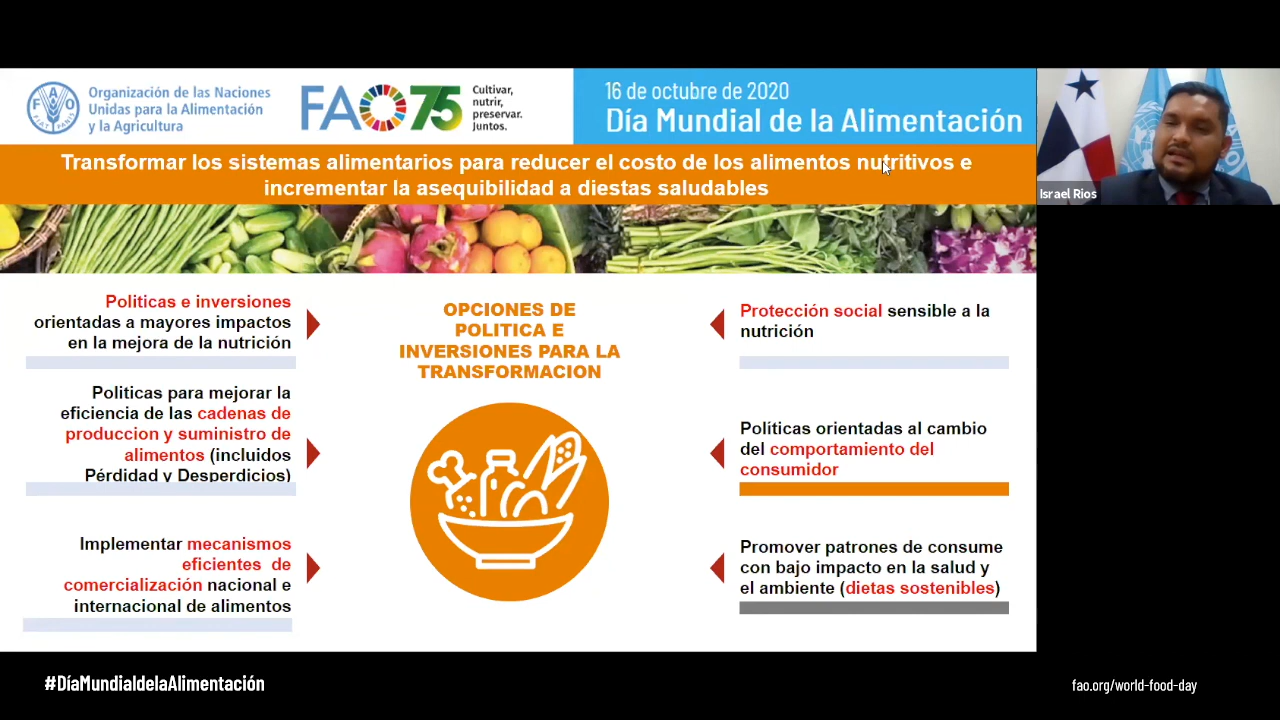 Organización de las Naciones
Unidas para la Alimentación
y la Agricultura
FAO
FIAT PANIS
FAO 75
Cultivar,
nutrir,
preservar.
Juntos.
16 de octubre de 2020
Día Mundial de la Alimentación
Israel Rios
Transformar los sistemas alimentarios para reducer el costo de los alimentos nutritivos e
incrementar la asequibilidad a diestas saludables
Politicas e inversiones
orientadas a mayores impactos
en la mejora de la nutrición
Politicas para mejorar la
eficiencia de las cadenas de
produccion y suministro de
alimentos (incluidos
Pérdidad y Desperdicios)
Implementar mecanismos
eficientes de
comercialización nacional e
internacional de alimentos
OPCIONES DE
POLITICA E
INVERSIONES PARA LA
TRANSFORMACION
Protección social sensible a la
nutrición
Políticas orientadas al cambio
del comportamiento del
consumidor
Promover patrones de consume
con bajo impacto en la salud y
el ambiente (dietas sostenibles)
#DíaMundialdelaAlimentación
fao.org/world-food-day